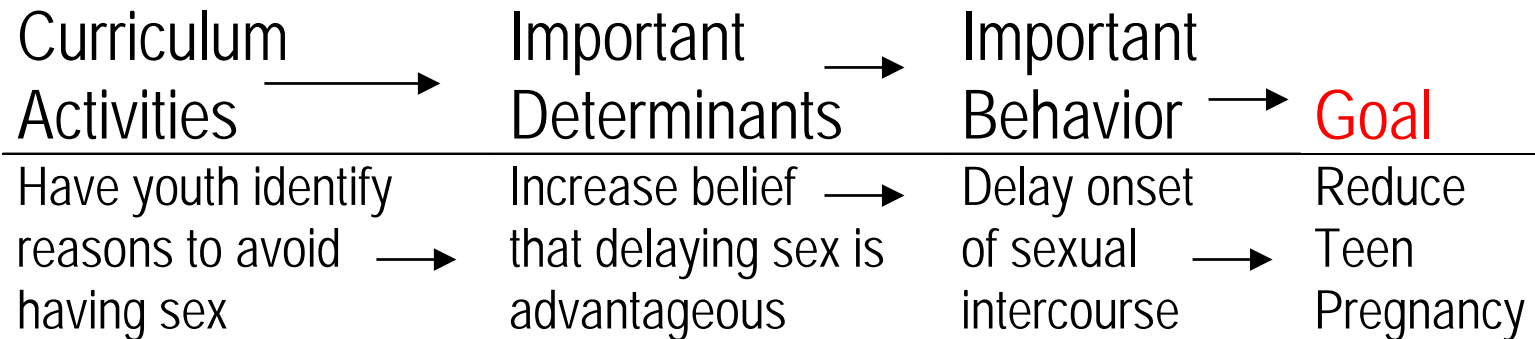 Curriculum Activities
Important Determinants
Important Behavior
Goal
Have youth identify
reasons to avoid
having sex
Increase belief
that delaying sex is
advantageous
Delay onset
of sexual
intercourse
Reduce
Teen
Pregnancy